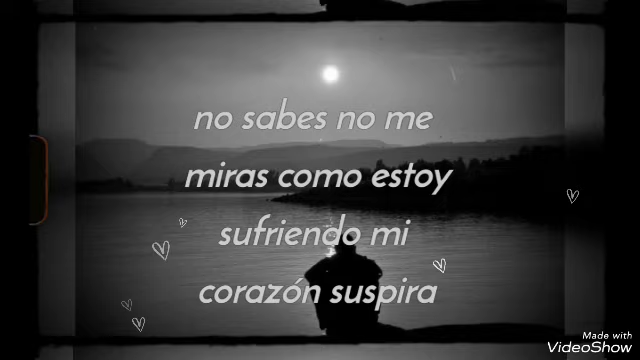 no sabes no me
miras como estoy
sufriendo mi
corazón suspira
Made with
VideoShow